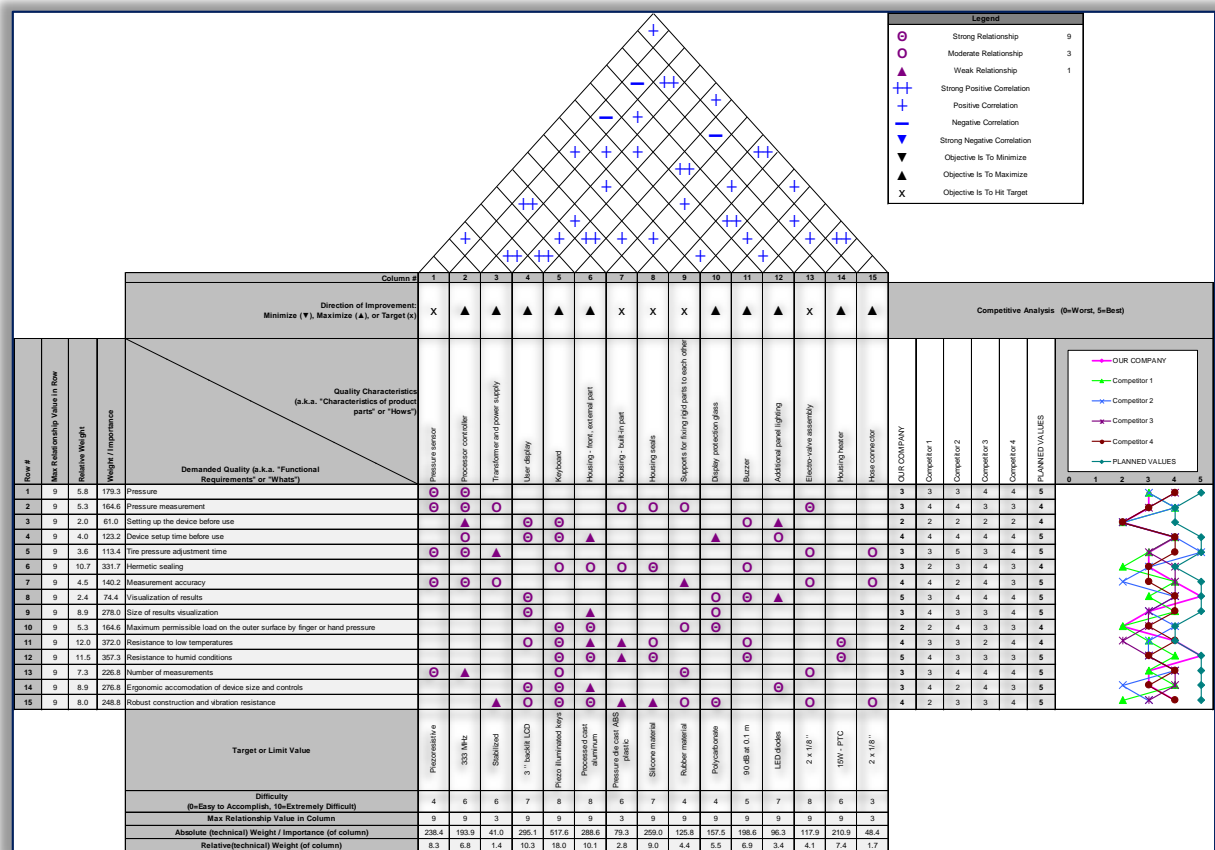 Legend
Θ Strong Relationship 9
Ο Moderate Relationship 3
▲ Weak Relationship 1
┼┼ Strong Positive Correlation
┼ Positive Correlation
▬ Negative Correlation
▼ Strong Negative Correlation
▼ Objective Is To Minimize
▲ Objective Is To Maximize
x Objective Is To Hit Target
Column # 1 2 3 4 5 6 7 8 9 10 11 12 13 14 15
Direction of Improvement:
Minimize (▼), Maximize (▲), or Target (x)
x ▲ ▲ ▲ ▲ ▲ x x x ▲ ▲ ▲ x ▲ ▲
Competitive Analysis (0=Worst, 5=Best)
Row #
Max Relationship Value in Row
Relative Weight
Weight / Importance
Quality Characteristics
(a.k.a. "Characteristics of product
parts" or "Hows")
Demanded Quality (a.k.a. "Functional
Requirements" or "Whats")
Pressure sensor
Processor controller
Transformer and power supply
User display
Keyboard
Housing - front, external part
Housing - built-in part
Housing seals
Supports for fixing rigid parts to each other
Display protection glass
Buzzer
Additional panel lighting
Electro-valve assembly
Housing heater
Hose connector
OUR COMPANY
Competitor 1
Competitor 2
Competitor 3
Competitor 4
PLANNED VALUES
OUR COMPANY
Competitor 1
Competitor 2
Competitor 3
Competitor 4
PLANNED VALUES
0 1 2 3 4 5
1 9 5.8 179.3 Pressure Θ Θ 3 3 3 4 4 5
2 9 5.3 164.6 Pressure measurement Θ Θ Ο Ο Ο Ο Θ 3 4 4 3 3 4
3 9 2.0 61.0 Setting up the device before use ▲ Θ Θ Ο ▲ 2 2 2 2 2 4
4 9 4.0 123.2 Device setup time before use Ο Θ Θ ▲ ▲ Ο 4 4 4 4 4 5
5 9 3.6 113.4 Tire pressure adjustment time Θ Θ ▲ Ο Ο 3 3 5 3 4 5
6 9 10.7 331.7 Hermetic sealing Ο Ο Ο Θ Ο 3 2 3 3 3 4
7 9 4.5 140.2 Measurement accuracy Θ Θ Ο ▲ Ο Ο 4 4 2 4 3 5
8 9 2.4 74.4 Visualization of results Θ Ο Θ ▲ 5 3 4 4 4 5
9 9 8.9 278.0 Size of results visualization Θ ▲ Ο 3 4 3 3 4 5
10 9 5.3 164.6 Maximum permissible load on the outer surface by finger or hand pressure Θ Θ Ο Θ 2 2 4 3 3 4
11 9 12.0 372.0 Resistance to low temperatures Ο Θ ▲ ▲ Ο Ο Θ 4 3 3 2 4 4
12 9 11.5 357.3 Resistance to humid conditions Θ Θ ▲ Θ Θ Θ 5 4 3 3 3 5
13 9 7.3 226.8 Number of measurements Θ ▲ Ο Θ Ο 3 3 4 4 4 5
14 9 8.9 276.8 Ergonomic accomodation of device size and controls Θ Θ ▲ Θ 3 4 2 4 3 5
15 9 8.0 248.8 Robust construction and vibration resistance ▲ Ο Θ Θ ▲ ▲ Ο Θ Ο Ο 4 2 3 3 4 5
Target or Limit Value
Piezoresistive
333 MHz
Stabilized
3 '' backlit LCD
Piezo illuminated keys
Processed cast
aluminum
Pressure die cast ABS
plastic
Silicone material
Rubber material
Polycarbonate
90 dB at 0.1 m
LED diodes
2 x 1/8 ''
15W - PTC
2 x 1/8 ''
Difficulty
(0=Easy to Accomplish, 10=Extremely Difficult)
4 6 6 7 8 8 6 7 4 4 5 7 8 6 3
Max Relationship Value in Column 9 9 3 9 9 9 3 9 9 9 9 9 9 9 3
Absolute (technical) Weight / Importance (of column) 238.4 193.9 41.0 295.1 517.6 288.6 79.3 259.0 125.8 157.5 198.6 96.3 117.9 210.9 48.4
Relative(technical) Weight (of column) 8.3 6.8 1.4 10.3 18.0 10.1 2.8 9.0 4.4 5.5 6.9 3.4 4.1 7.4 1.7